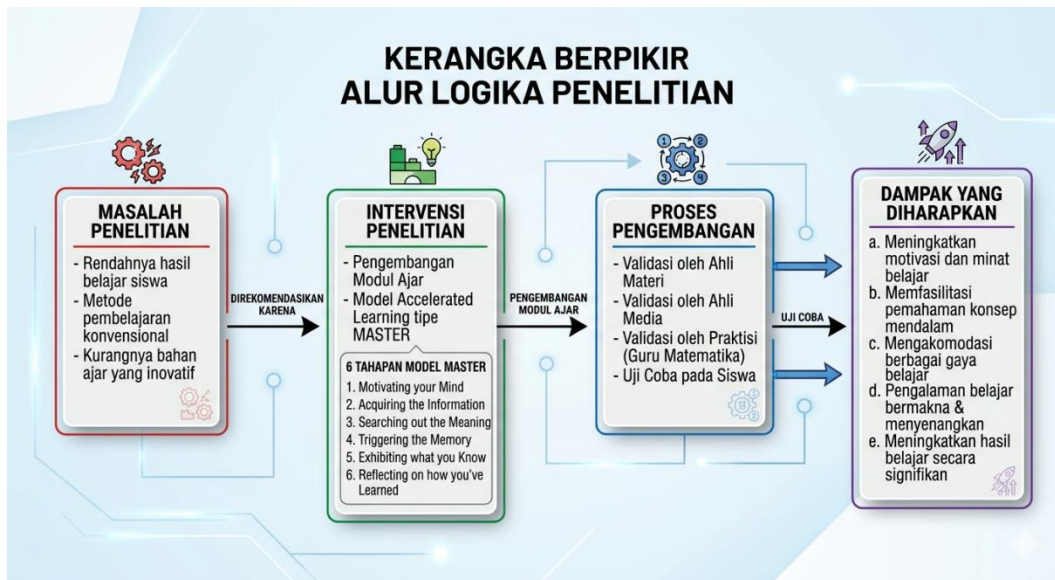 KERANGKA BERPIKIR
ALUR LOGIKA PENELITIAN
MASALAH
PENELITIAN
- Rendahnya hasil
belajar siswa
- Metode
pembelajaran
konvensional
- Kurangnya bahan
ajar yang inovatif
DIREKOMENDASIKAN
KARENA
INTERVENSI
PENELITIAN
- Pengembangan
Modul Ajar
- Model Accelerated
Learning tipe
MASTER
6 TAHAPAN MODEL MASTER
1. Motivating your Mind
2. Acquiring the Information
3. Searching out the Meaning
4. Triggering the Memory
5. Exhibiting what you Know
6. Reflecting on how you've
Learned
PENGEMBANGAN
MODUL AJAR
1
2
3
4
PROSES
PENGEMBANGAN
- Validasi oleh Ahli
Materi
- Validasi oleh Ahli
Media
- Validasi oleh Praktisi
(Guru Matematika)
- Uji Coba pada Siswa
UJI COBA
DAMPAK YANG
DIHARAPKAN
a. Meningkatkan
motivasi dan minat
belajar
b. Memfasilitasi
pemahaman konsep
mendalam
c. Mengakomodasi
berbagai gaya
belajar
d. Pengalaman belajar
bermakna &
menyenangkan
e. Meningkatkan hasil
belajar secara
signifikan